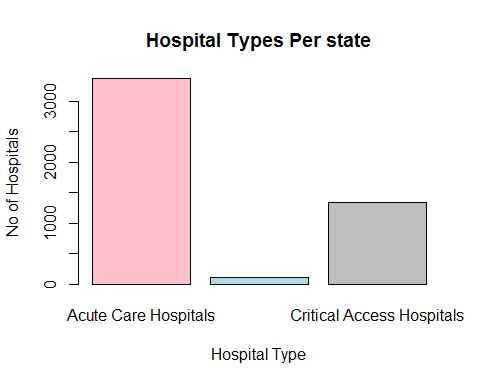 Hospital Types Per state
No of Hospitals
3000
2000
1000
0
Acute Care Hospitals
Critical Access Hospitals
Hospital Type